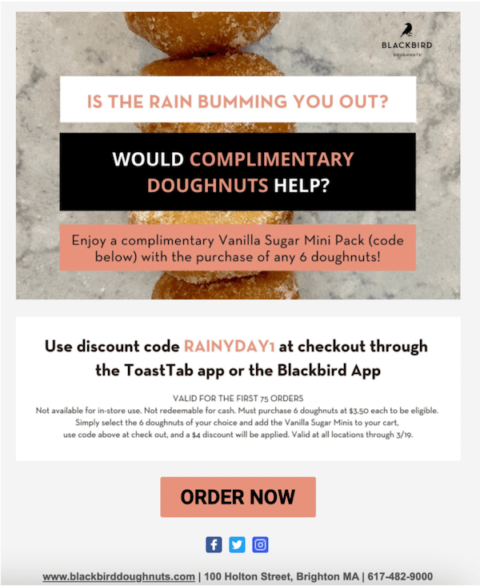 BLACKBIRD
DOUGHNUTS
IS THE RAIN BUMMING YOU OUT?
WOULD COMPLIMENTARY
DOUGHNUTS HELP?
Enjoy a complimentary Vanilla Sugar Mini Pack (code
below) with the purchase of any 6 doughnuts!
Use discount code RAINYDAY1 at checkout through
the ToastTab app or the Blackbird App
VALID FOR THE FIRST 75 ORDERS
Not available for in-store use. Not redeemable for cash. Must purchase 6 doughnuts at $3.50 each to be eligible.
Simply select the 6 doughnuts of your choice and add the Vanilla Sugar Minis to your cart,
use code above at check out, and a $4 discount will be applied. Valid at all locations through 3/19.
ORDER NOW
www.blackbirddoughnuts.com | 100 Holton Street, Brighton MA | 617-482-9000